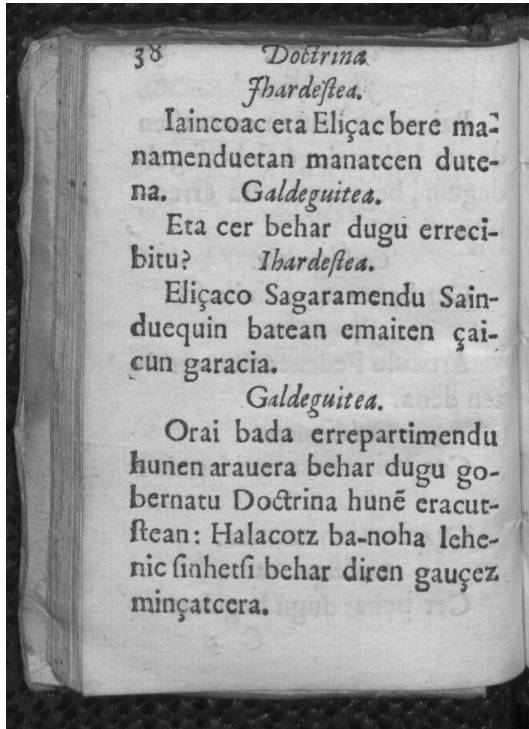 38 Doctrina
Jhardeſtea.
Iaincoac eta Eliçac bere ma-
namenduetan manatcen dute-
na. Galdeguitea.
Eta cer behar dugu erreci-
bitu? Ihardeſtea.
Eliçaco Sagaramendu Sain-
duequin batean emaiten çai-
cun garacia.
Galdeguitea.
Orai bada errepartimendu
hunen arauera behar dugu go-
bernatu Doctrina hunẽ eracut-
ſtean: Halacotz ba-noha lehe-
nic ſinhetſi behar diren gauçez
minçatcera.